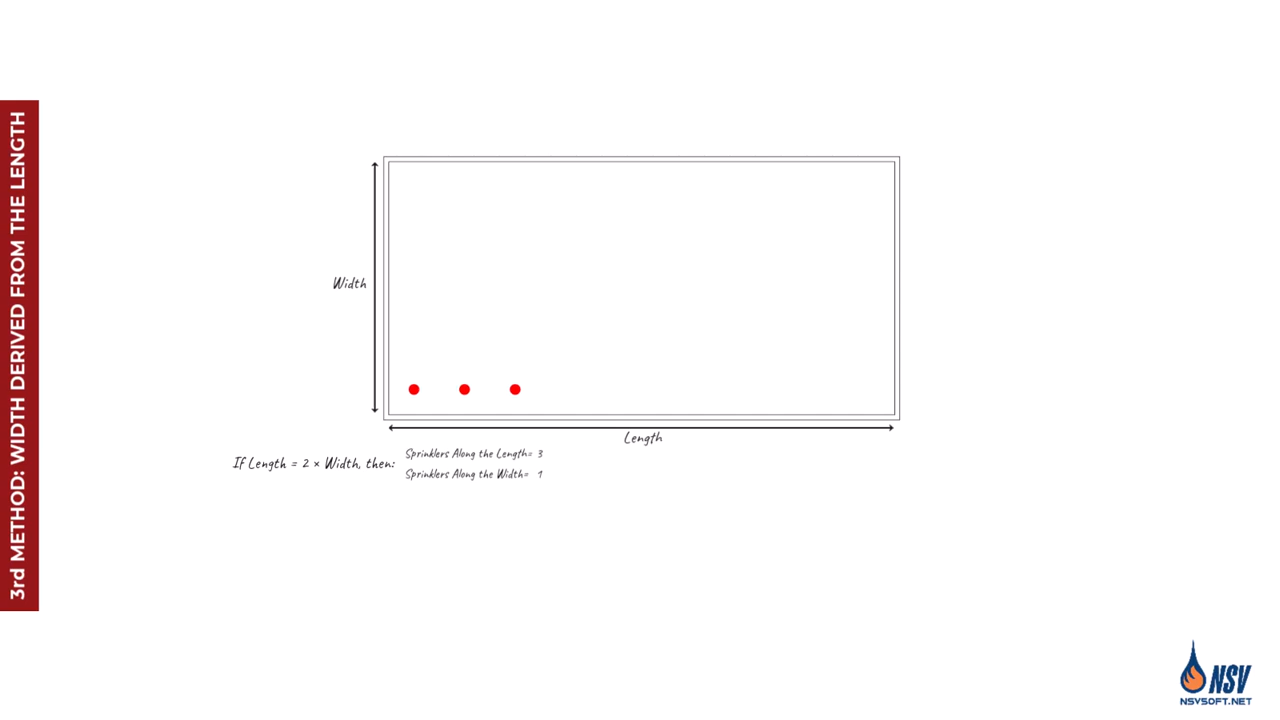 3rd METHOD: WIDTH DERIVED FROM THE LENGTH
Width
Length
If Length = 2 × Width, then:
Sprinklers Along the Length= 3
Sprinklers Along the Width= 1
NSV
NSVSOFT.NET